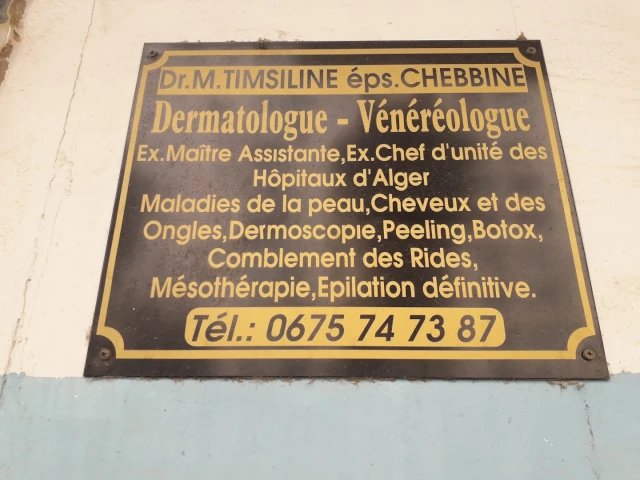 Dr.M.TIMSILINE éps.CHEBBINE
Dermatologue - Vénéréologue
Ex.Maître Assistante,Ex.Chef d'unité des
Hôpitaux d'Alger
Maladies de la peau,Cheveux et des
Ongles,Dermoscopie,Peeling,Botox,
Comblement des Rides,
Mésothérapie,Epilation définitive.
Tél.: 0675 74 73 87